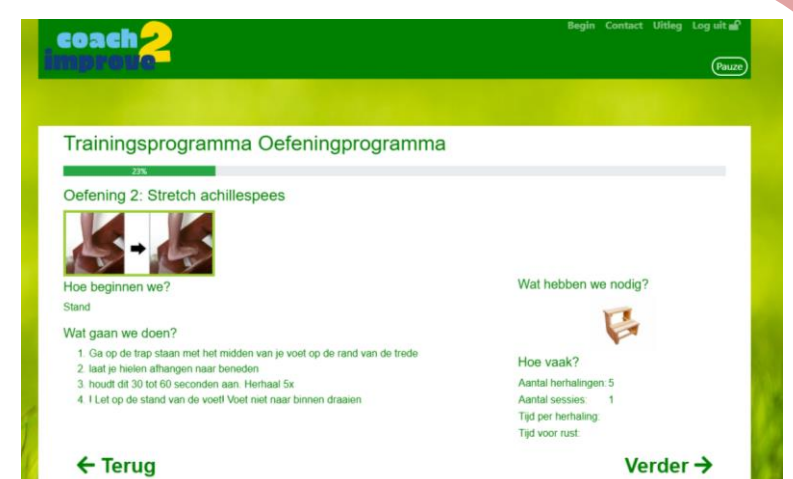 coach2
improve
Begin Contact Uitleg Log uit
Pauze
Trainingsprogramma Oefeningprogramma
23%
Oefening 2: Stretch achillespees
Hoe beginnen we?
Stand
Wat gaan we doen?
1. Ga op de trap staan met het midden van je voet op de rand van de trede
2. laat je hielen afhangen naar beneden
3. houdt dit 30 tot 60 seconden aan. Herhaal 5x
4. ! Let op de stand van de voet! Voet niet naar binnen draaien
Wat hebben we nodig?
Hoe vaak?
Aantal herhalingen: 5
Aantal sessies: 1
Tijd per herhaling:
Tijd voor rust:
← Terug
Verder →